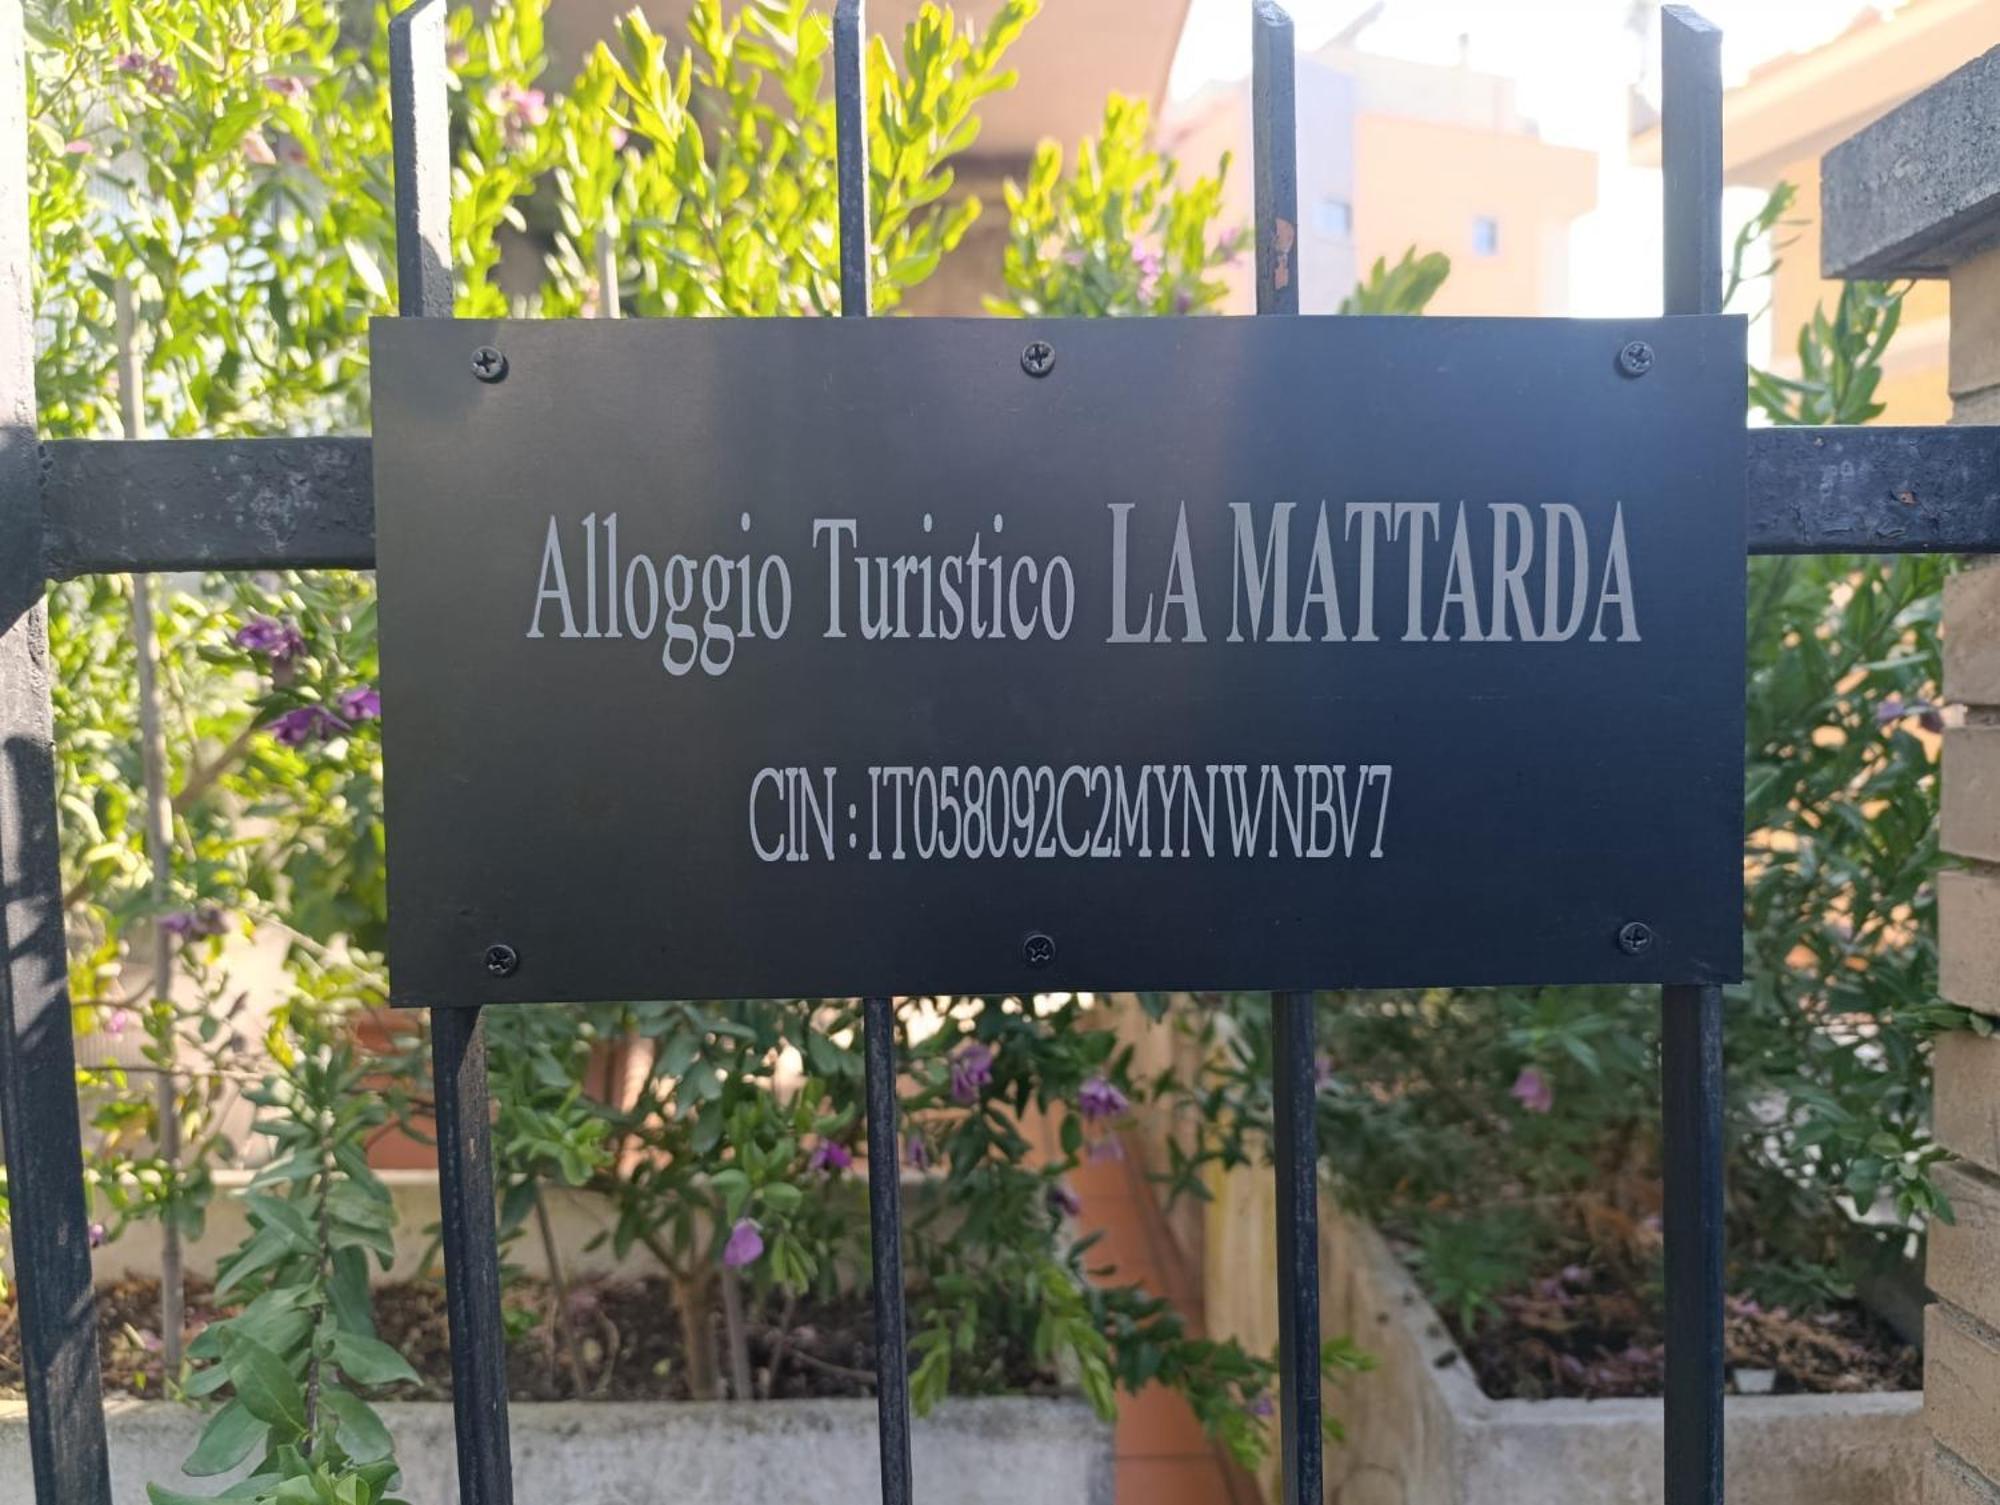 Alloggio Turistico LA MATTARDA
CIN : IT058092C2MYNWNBV7